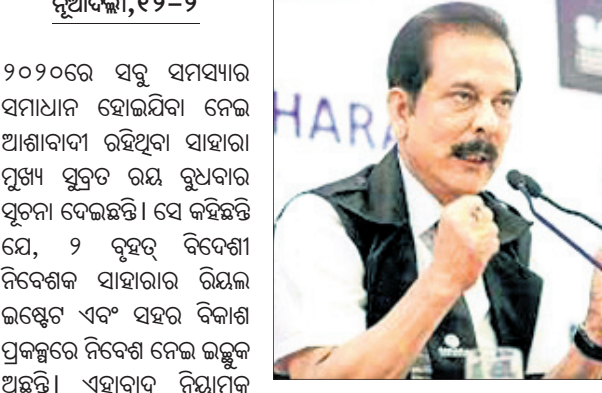 ନୂଆଦିଲ୍ଲୀ,୧୨–୨
୨୦୨୦ରେ ସବୁ ସମସ୍ୟାର
ସମାଧାନ ହୋଇଯିବା ନେଇ
ଆଶାବାଦୀ ରହିଥିବା ସାହାରା
ମୁଖ୍ୟ ସୁବ୍ରତ ରୟ ବୁଧବାର
ସୂଚନା ଦେଇଛନ୍ତି। ସେ କହିଛନ୍ତି
ଯେ, ୨ ବୃହତ୍ ବିଦେଶୀ
ନିବେଶକ ସାହାରାର ରିୟଲ
ଇଷ୍ଟେଟ ଏବଂ ସହର ବିକାଶ
ପ୍ରକଳ୍ପରେ ନିବେଶ ନେଇ ଇଚ୍ଛୁକ
ଅଛନ୍ତି। ଏହାବାଦ୍ ନିୟାମକ
HARA